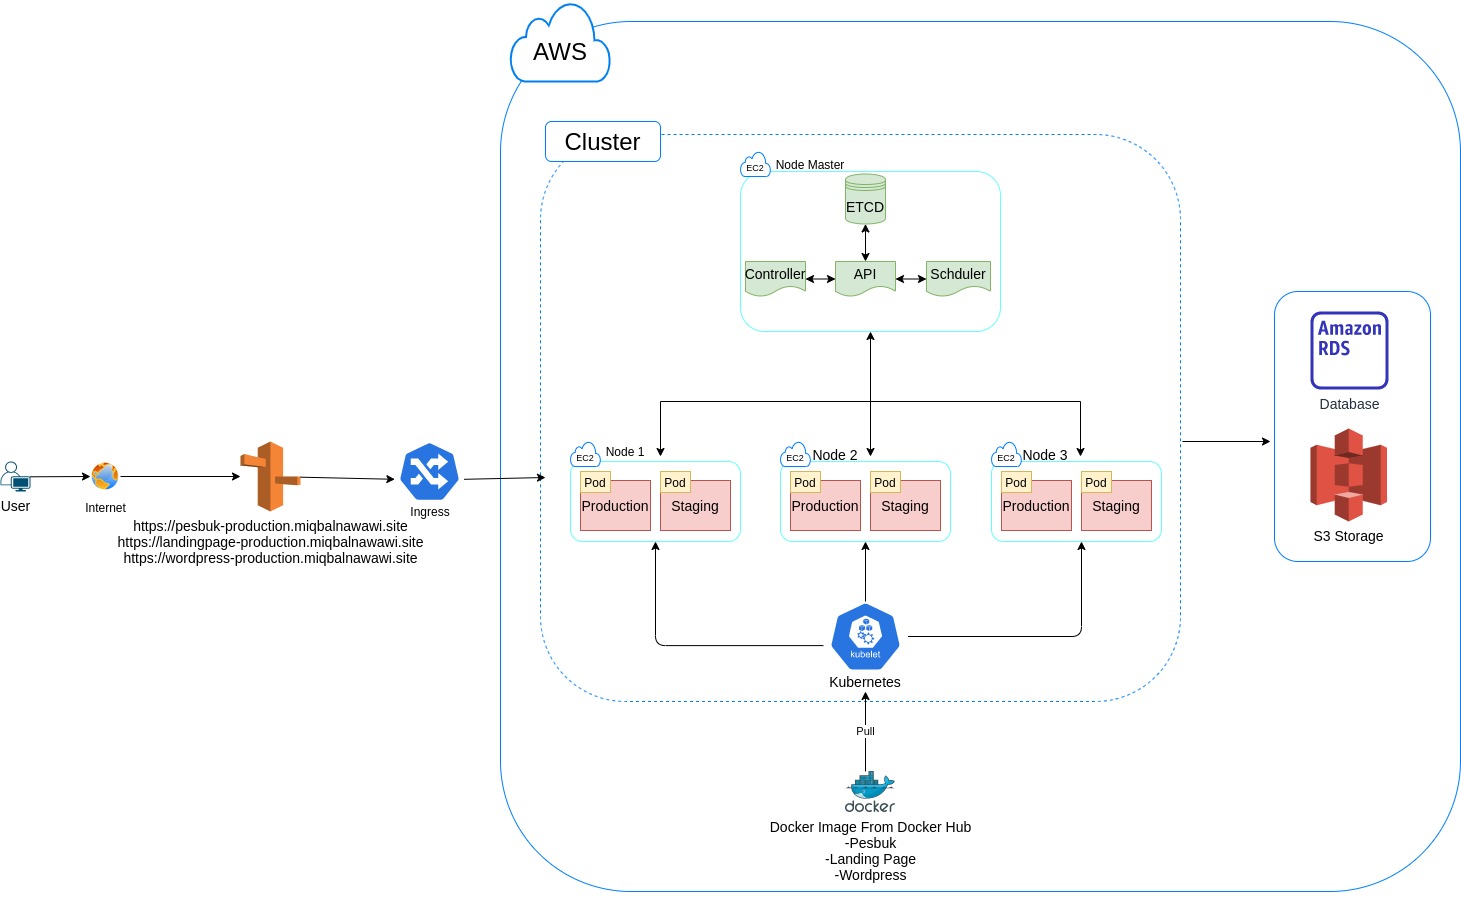 AWS
Cluster
EC2
Node Master
ETCD
Controller
API
Schduler
Amazon
RDS
Database
S3 Storage
EC2
Node 1
Pod
Production
Pod
Staging
EC2
Node 2
Pod
Production
Pod
Staging
EC2
Node 3
Pod
Production
Pod
Staging
User
Internet
https://pesbuk-production.miqbalnawawi.site
https://landingpage-production.miqbalnawawi.site
https://wordpress-production.miqbalnawawi.site
Ingress
kubelet
Kubernetes
Pull
docker
Docker Image From Docker Hub
-Pesbuk
-Landing Page
-Wordpress